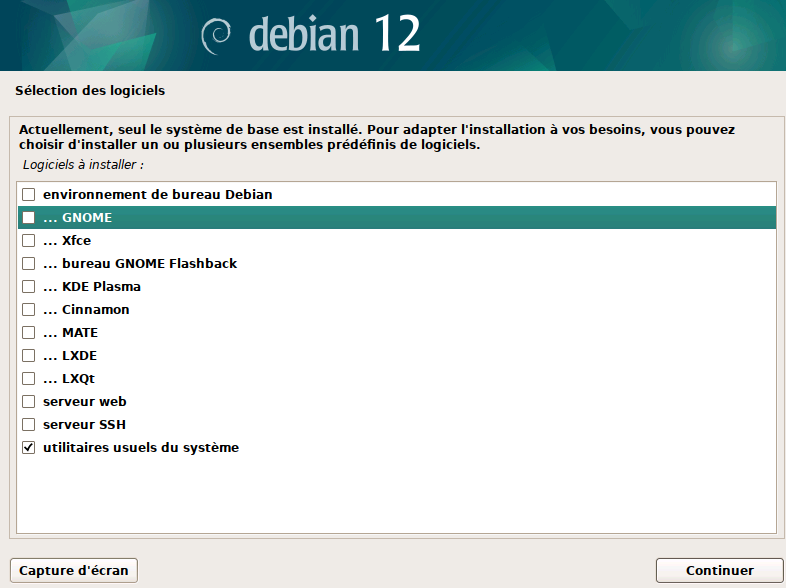 debian 12
Sélection des logiciels
Actuellement, seul le système de base est installé. Pour adapter l'installation à vos besoins, vous pouvez
choisir d'installer un ou plusieurs ensembles prédéfinis de logiciels.
Logiciels à installer :
environnement de bureau Debian
... GNOME
... Xfce
... bureau GNOME Flashback
... KDE Plasma
... Cinnamon
... MATE
... LXDE
... LXQt
serveur web
serveur SSH
utilitaires usuels du système
Capture d'écran
Continuer